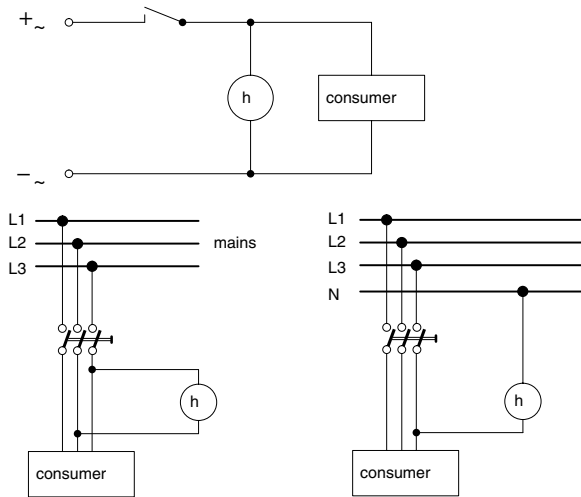 +~
h
consumer
−~
L1
L2
mains
L3
h
consumer
L1
L2
L3
N
h
consumer